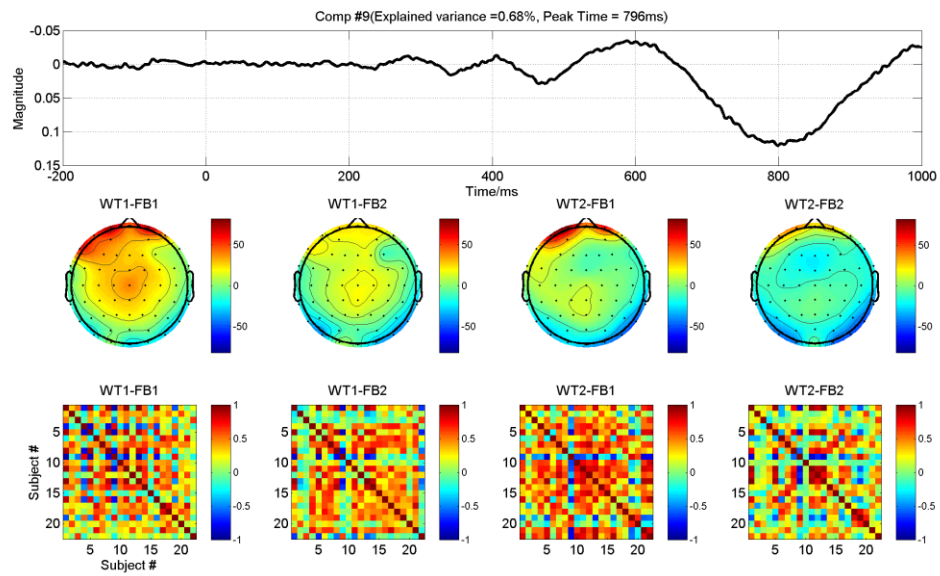 Comp #9(Explained variance =0.68%, Peak Time = 796ms)
-0.05
0
0.05
0.1
0.15
Magnitude
-200 0 200 400 600 800 1000
Time/ms
WT1-FB1 WT1-FB2 WT2-FB1 WT2-FB2
50 50 50 50
0 0 0 0
-50 -50 -50 -50
WT1-FB1 WT1-FB2 WT2-FB1 WT2-FB2
1 1 1 1
5 5 5 5
0.5 0.5 0.5 0.5
10 10 10 10
0 0 0 0
15 15 15 15
-0.5 -0.5 -0.5 -0.5
20 20 20 20
-1 -1 -1 -1
Subject #
5 10 15 20 5 10 15 20 5 10 15 20 5 10 15 20
Subject #